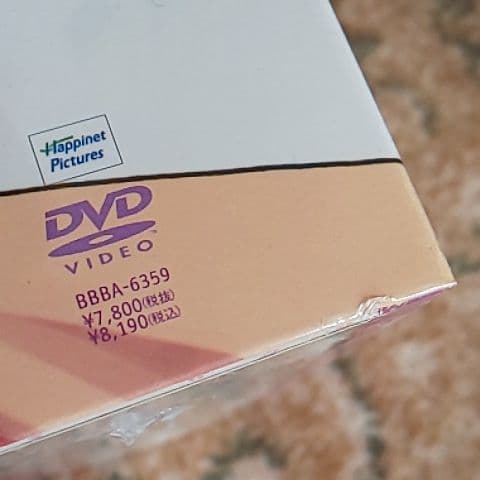 Happinet
Pictures
DVD
VIDEO
BBBA-6359
¥7,800(税抜)
¥8,190(税込)